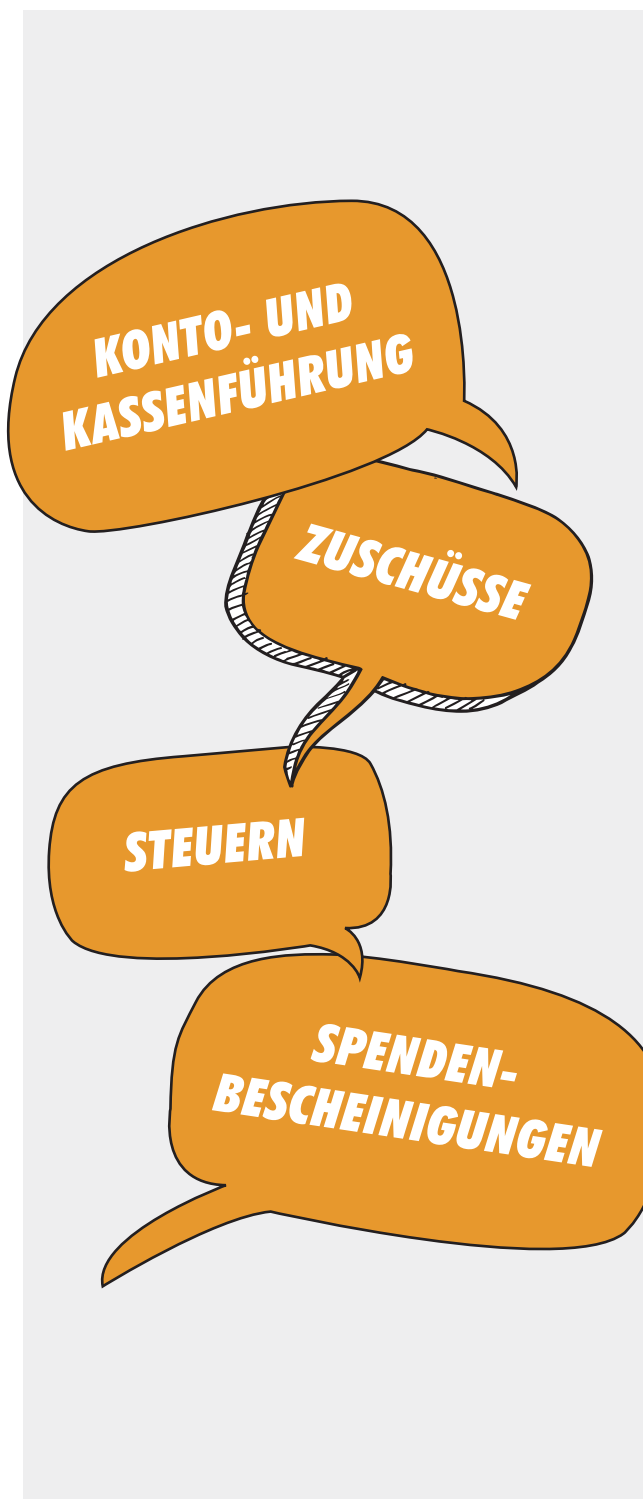 KONTO- UND
KASSENFÜHRUNG
ZUSCHÜSSE
STEUERN
SPENDEN-
BESCHEINIGUNGEN